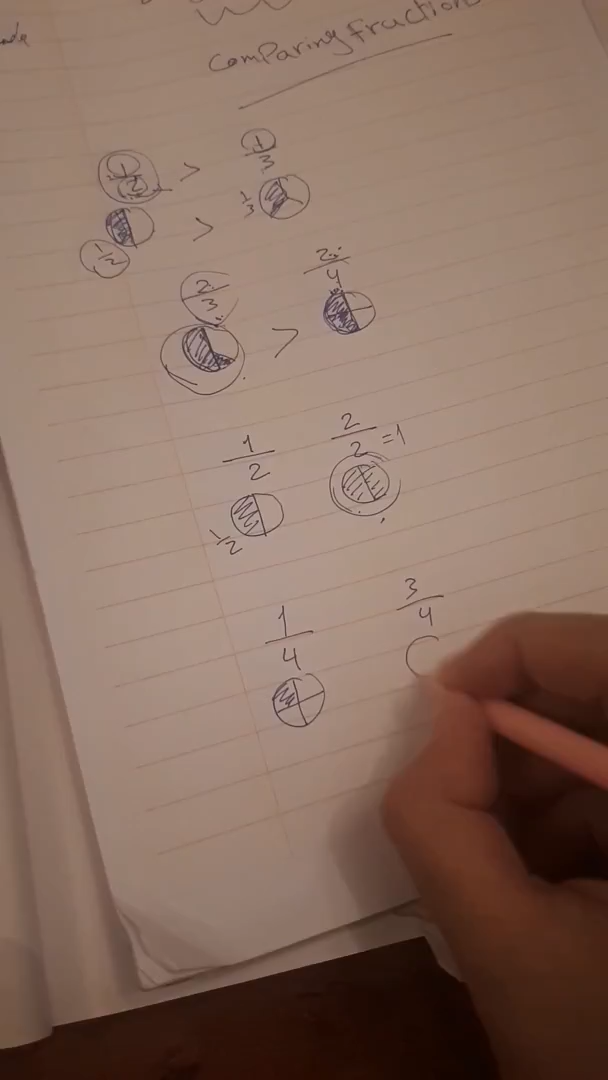 Comparing fractions
1/2 > 1/3
> 1/3
1/2
2/3 > 2/4
1/2 2/2 =1
1/2
1/4 3/4